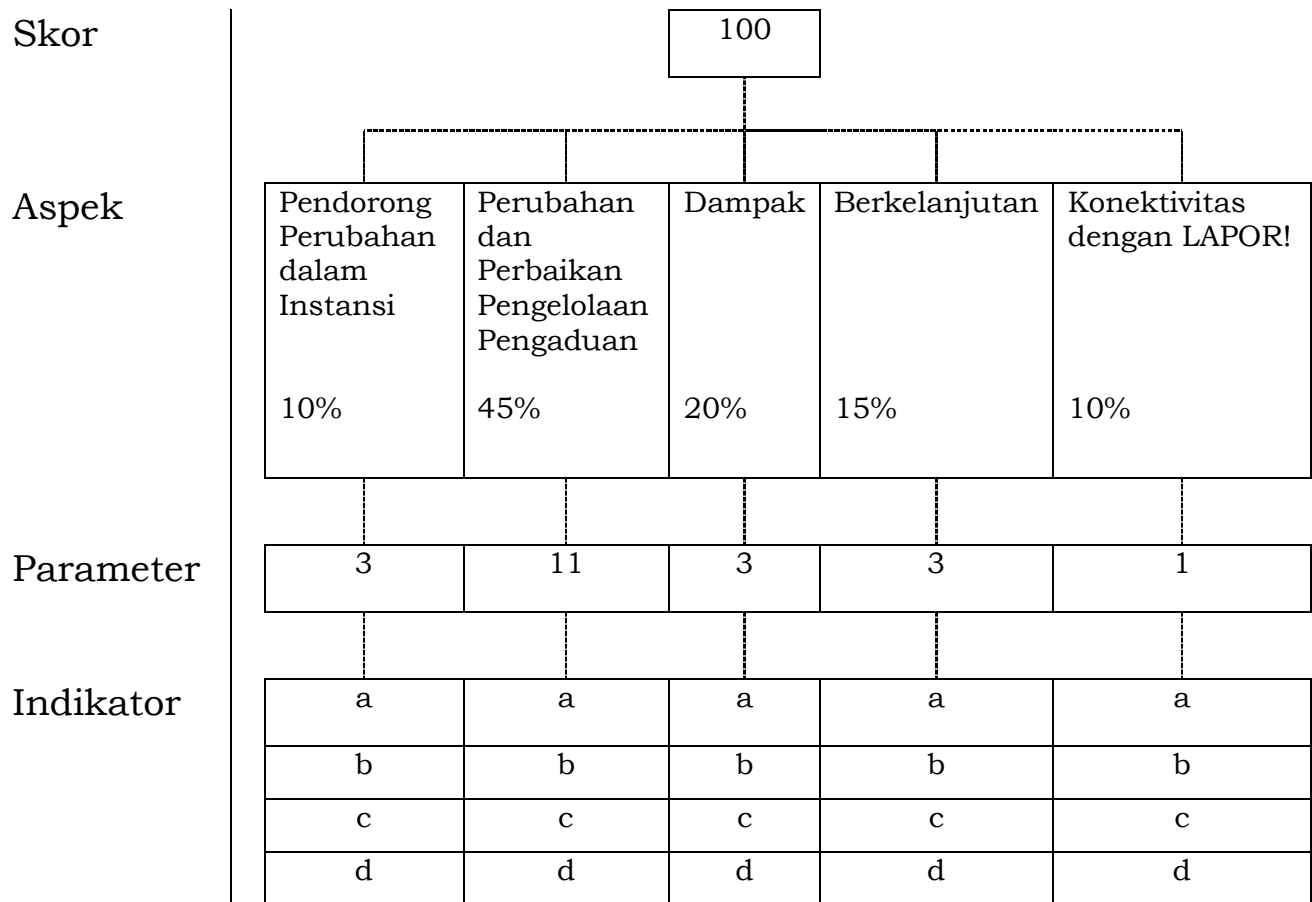 Skor
100
Aspek
Pendorong
Perubahan
dalam
Instansi
10%
Perubahan
dan
Perbaikan
Pengelolaan
Pengaduan
45%
Dampak
20%
Berkelanjutan
15%
Konektivitas
dengan LAPOR!
10%
Parameter
3 11 3 3 1
Indikator
a a a a a
b b b b b
c c c c c
d d d d d